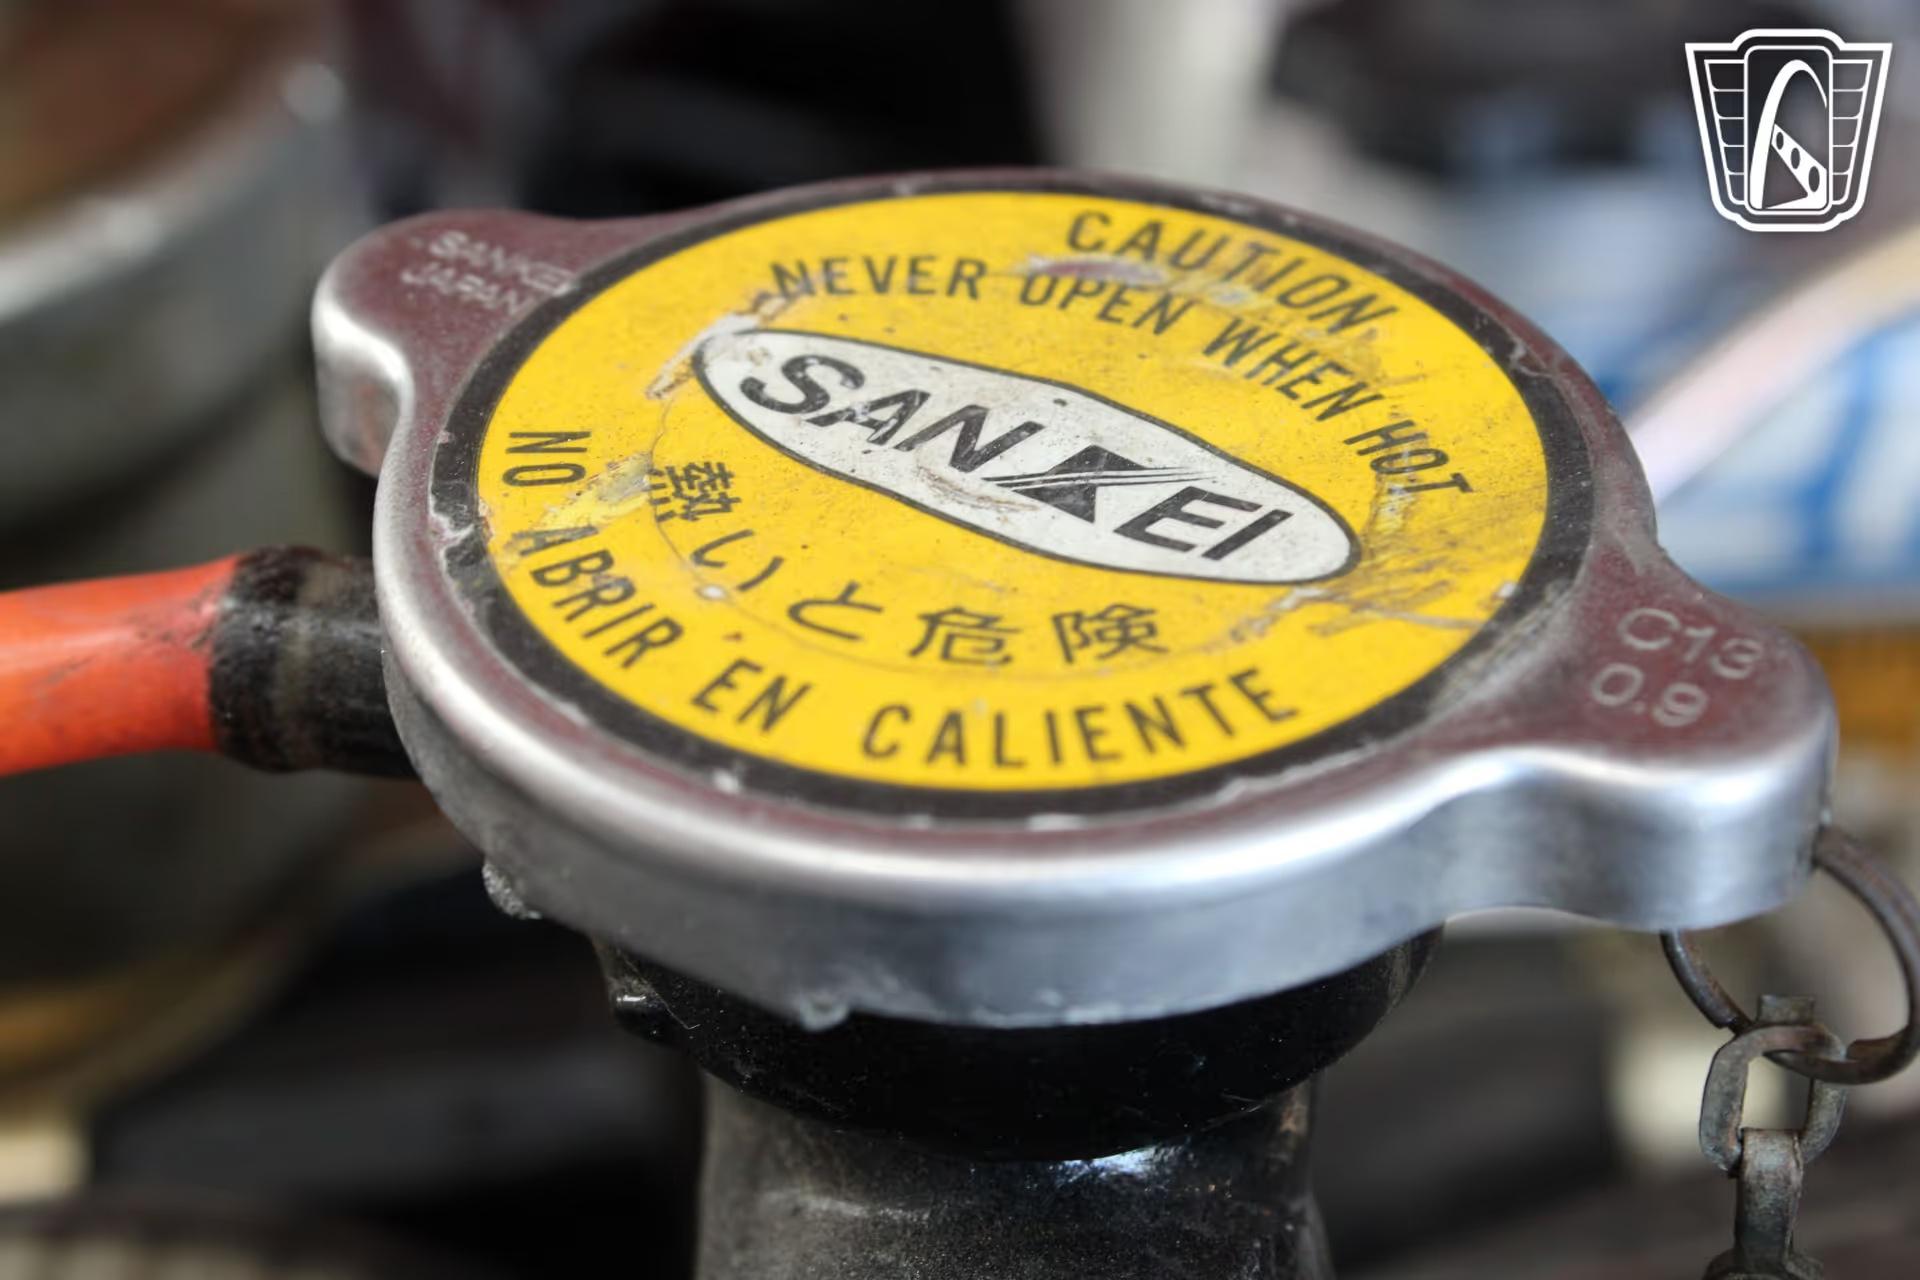 SANKEI
JAPAN
CAUTION
NEVER OPEN WHEN HOT
SANKEI
熱いと危険
NO ABRIR EN CALIENTE
C13
0.9